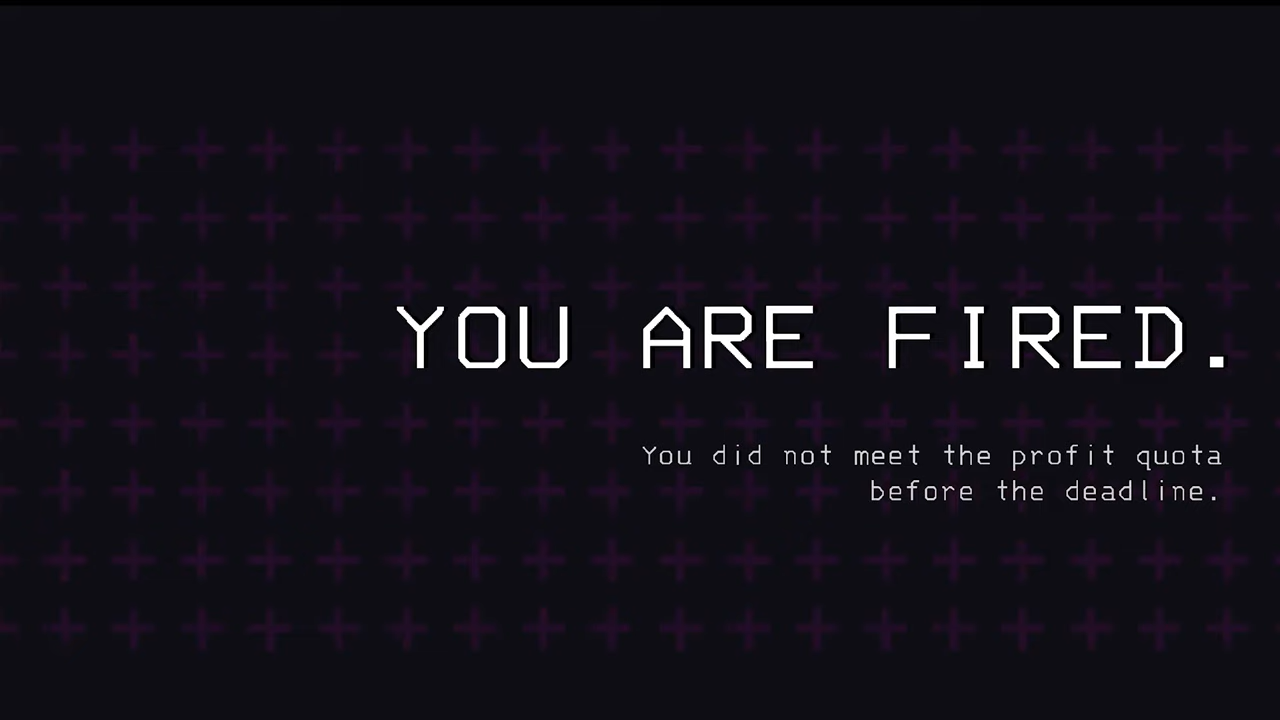 YOU ARE FIRED.
You did not meet the profit quota
before the deadline.